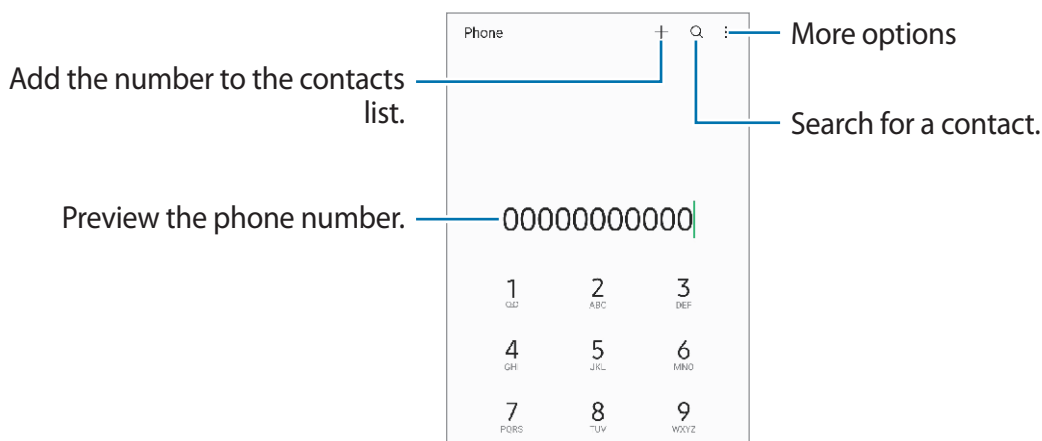 Phone
More options
Add the number to the contacts
list.
Search for a contact.
Preview the phone number.
00000000000
1 2 3
ABC DEF
4 5 6
GHI JKL MNO
7 8 9
PQRS TUV WXYZ